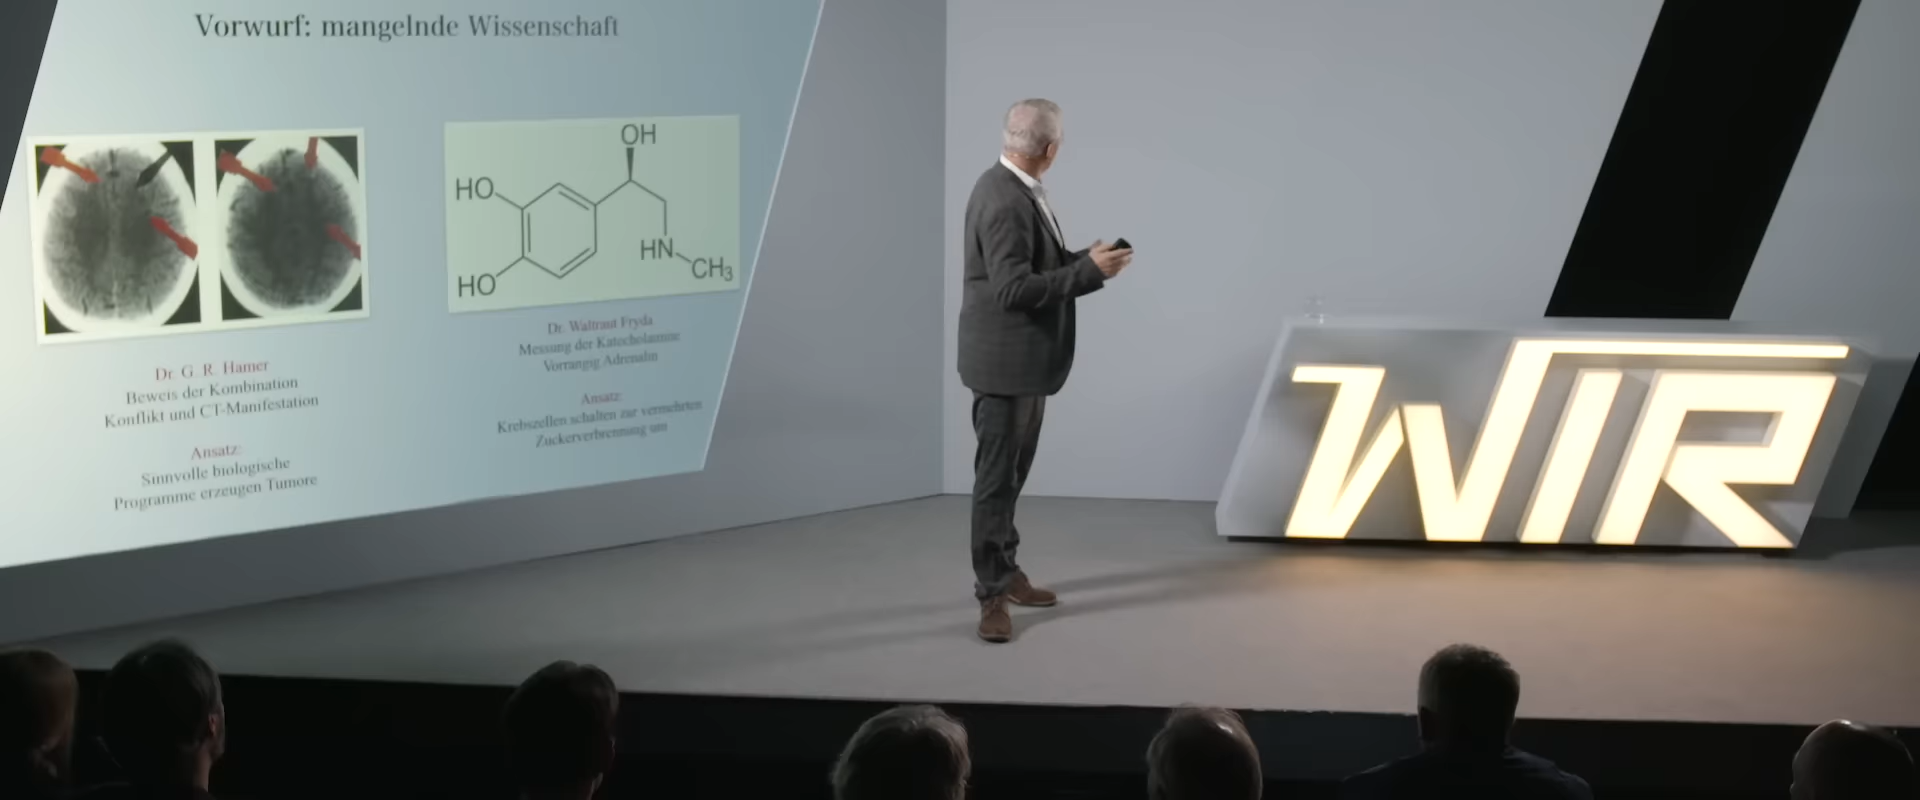 Vorwurf: mangelnde Wissenschaft
OH
HO
HN
CH3
HO
Dr. G. R. Hamer
Beweis der Kombination
Konflikt und CT-Manifestation
Ansatz:
Sinnvolle biologische
Programme erzeugen Tumore
Dr. Waltraut Fryda
Messung der Katecholamine
Vorrangig Adrenalin
Ansatz:
Krebszellen schalten zur vermehrten
Zuckerverbrennung um
WIR